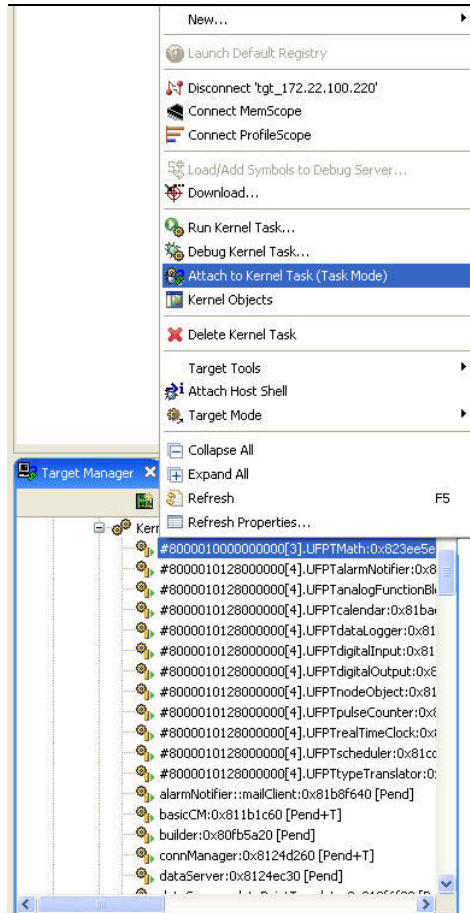 New...
Launch Default Registry
Disconnect 'tgt_172.22.100.220'
Connect MemScope
Connect ProfileScope
Load/Add Symbols to Debug Server...
Download...
Run Kernel Task...
Debug Kernel Task...
Attach to Kernel Task (Task Mode)
Kernel Objects
Delete Kernel Task
Target Tools
Attach Host Shell
Target Mode
Collapse All
Expand All
Refresh F5
Refresh Properties...
Target Manager
Ker
#8000010000000000[3].UFPTMath:0x823ee5e
#8000010128000000[4].UFPTalarmNotifier:0x8
#8000010128000000[4].UFPTanalogFunctionBl
#8000010128000000[4].UFPTcalendar:0x81ba
#8000010128000000[4].UFPTdataLogger:0x81
#8000010128000000[4].UFPTdigitalInput:0x81
#8000010128000000[4].UFPTdigitalOutput:0x8
#8000010128000000[4].UFPTnodeObject:0x81
#8000010128000000[4].UFPTpulseCounter:0x8
#8000010128000000[4].UFPTrealTimeClock:0x
#8000010128000000[4].UFPTscheduler:0x81cc
#8000010128000000[4].UFPTtypeTranslator:0
alarmNotifier::mailClient:0x81b8f640 [Pend]
basicCM:0x811b1c60 [Pend+T]
builder:0x80fb5a20 [Pend]
connManager:0x8124d260 [Pend+T]
dataServer:0x8124ec30 [Pend]